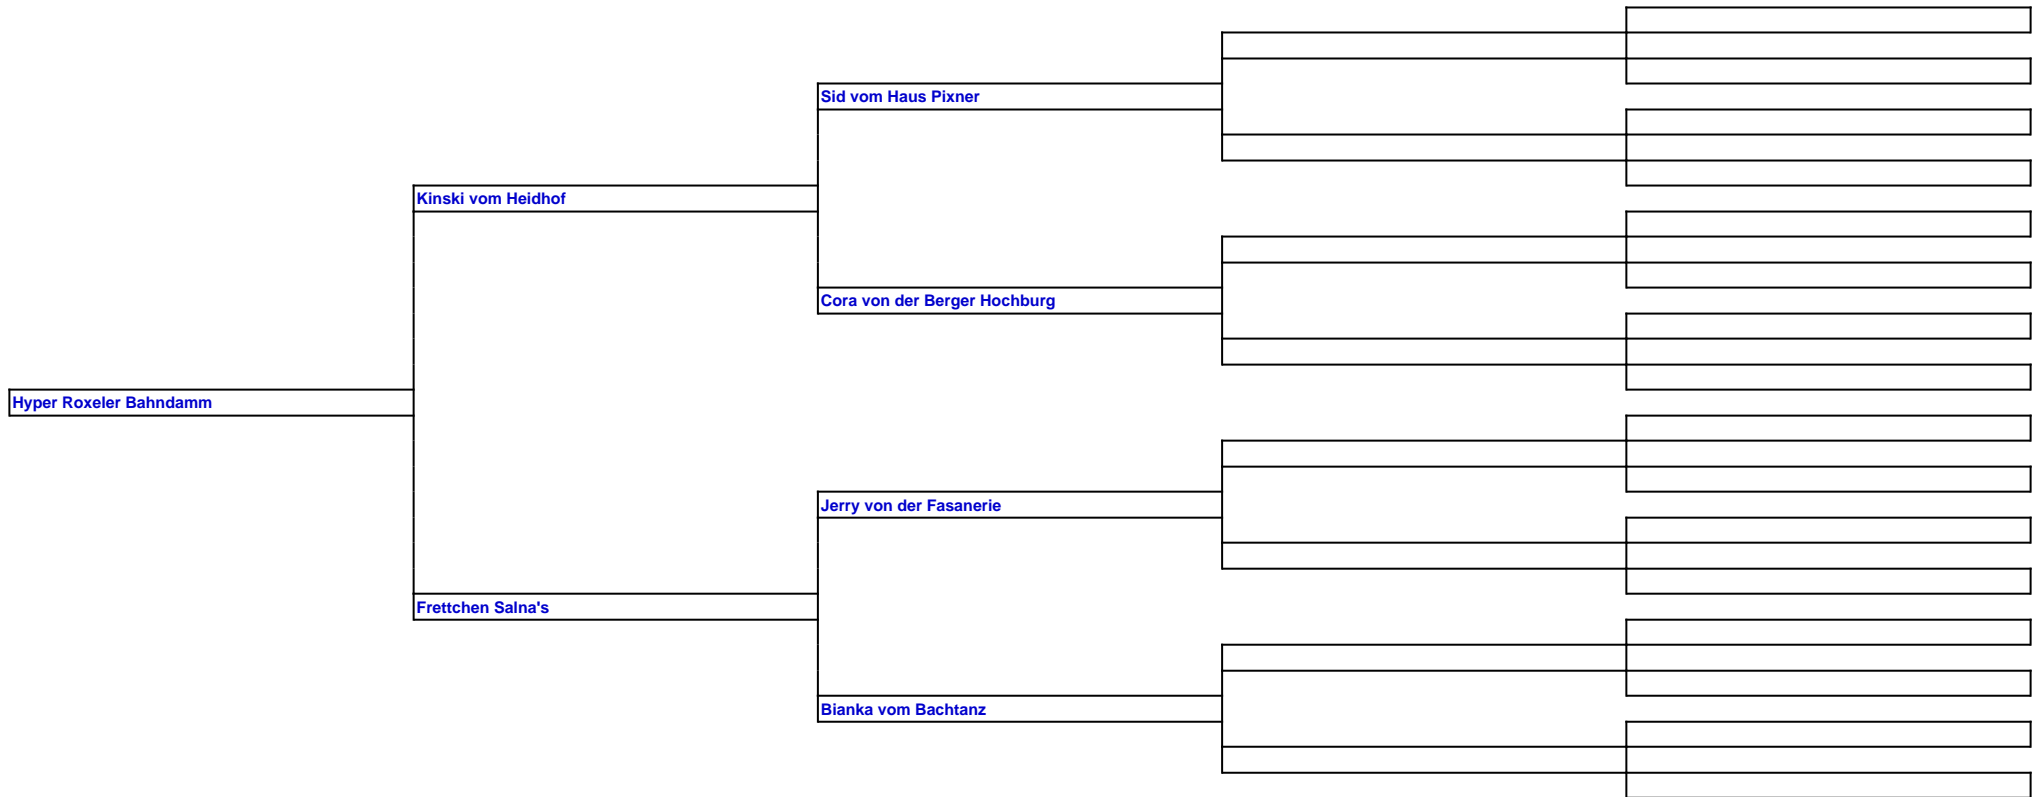 Sid vom Haus Pixner
Kinski vom Heidhof
Cora von der Berger Hochburg
Hyper Roxeler Bahndamm
Jerry von der Fasanerie
Frettchen Salna's
Bianka vom Bachtanz